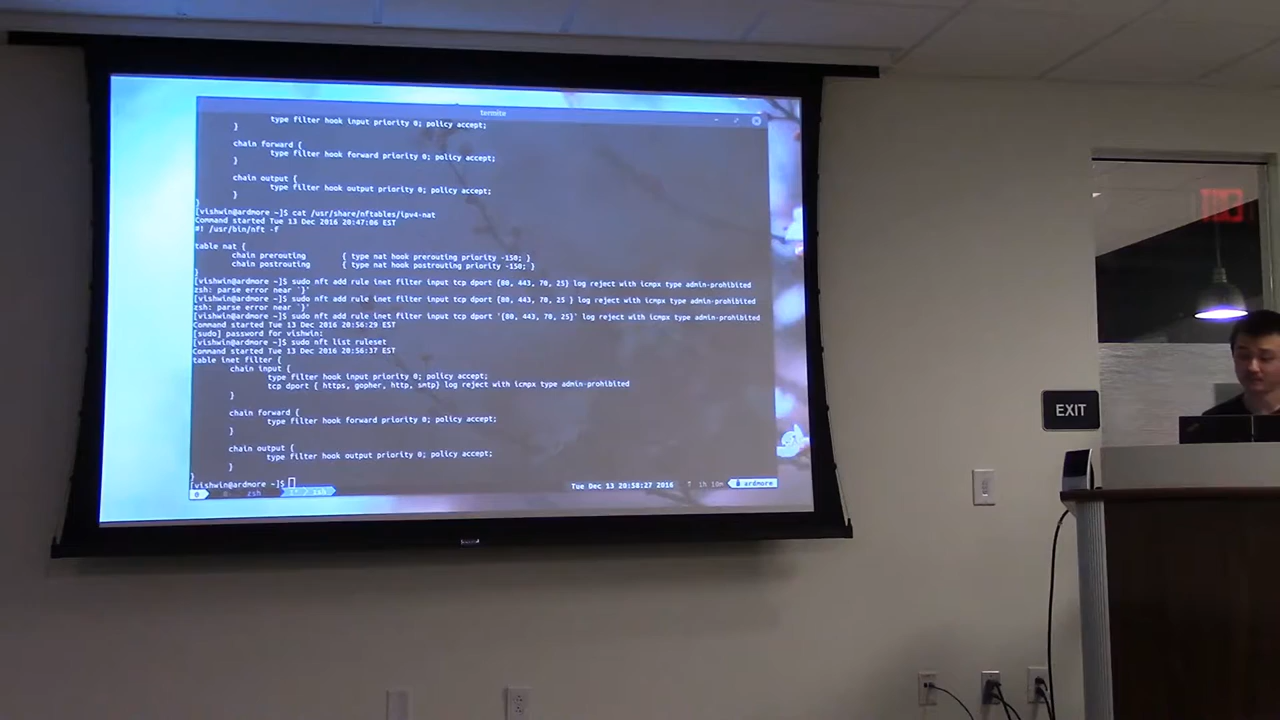 termite
type filter hook input priority 0; policy accept;
}
chain forward {
type filter hook forward priority 0; policy accept;
}
chain output {
type filter hook output priority 0; policy accept;
}
}
[vishwin@ardmore ~]$ cat /usr/share/nftables/ipv4-nat
Command started Tue 13 Dec 2016 20:47:06 EST
#! /usr/bin/nft -f
table nat {
chain prerouting { type nat hook prerouting priority -150; }
chain postrouting { type nat hook postrouting priority -150; }
}
[vishwin@ardmore ~]$ sudo nft add rule inet filter input tcp dport {80, 443, 70, 25} log reject with icmpx type admin-prohibited
zsh: parse error near `}'
[vishwin@ardmore ~]$ sudo nft add rule inet filter input tcp dport {80, 443, 70, 25 } log reject with icmpx type admin-prohibited
zsh: parse error near `}'
[vishwin@ardmore ~]$ sudo nft add rule inet filter input tcp dport '{80, 443, 70, 25}' log reject with icmpx type admin-prohibited
Command started Tue 13 Dec 2016 20:56:29 EST
[sudo] password for vishwin:
[vishwin@ardmore ~]$ sudo nft list ruleset
Command started Tue 13 Dec 2016 20:56:37 EST
table inet filter {
chain input {
type filter hook input priority 0; policy accept;
tcp dport { https, gopher, http, smtp} log reject with icmpx type admin-prohibited
}
chain forward {
type filter hook forward priority 0; policy accept;
}
chain output {
type filter hook output priority 0; policy accept;
}
}
[vishwin@ardmore ~]$
0 zsh Tue Dec 13 20:58:27 2016 1h 10m ardmore
EXIT